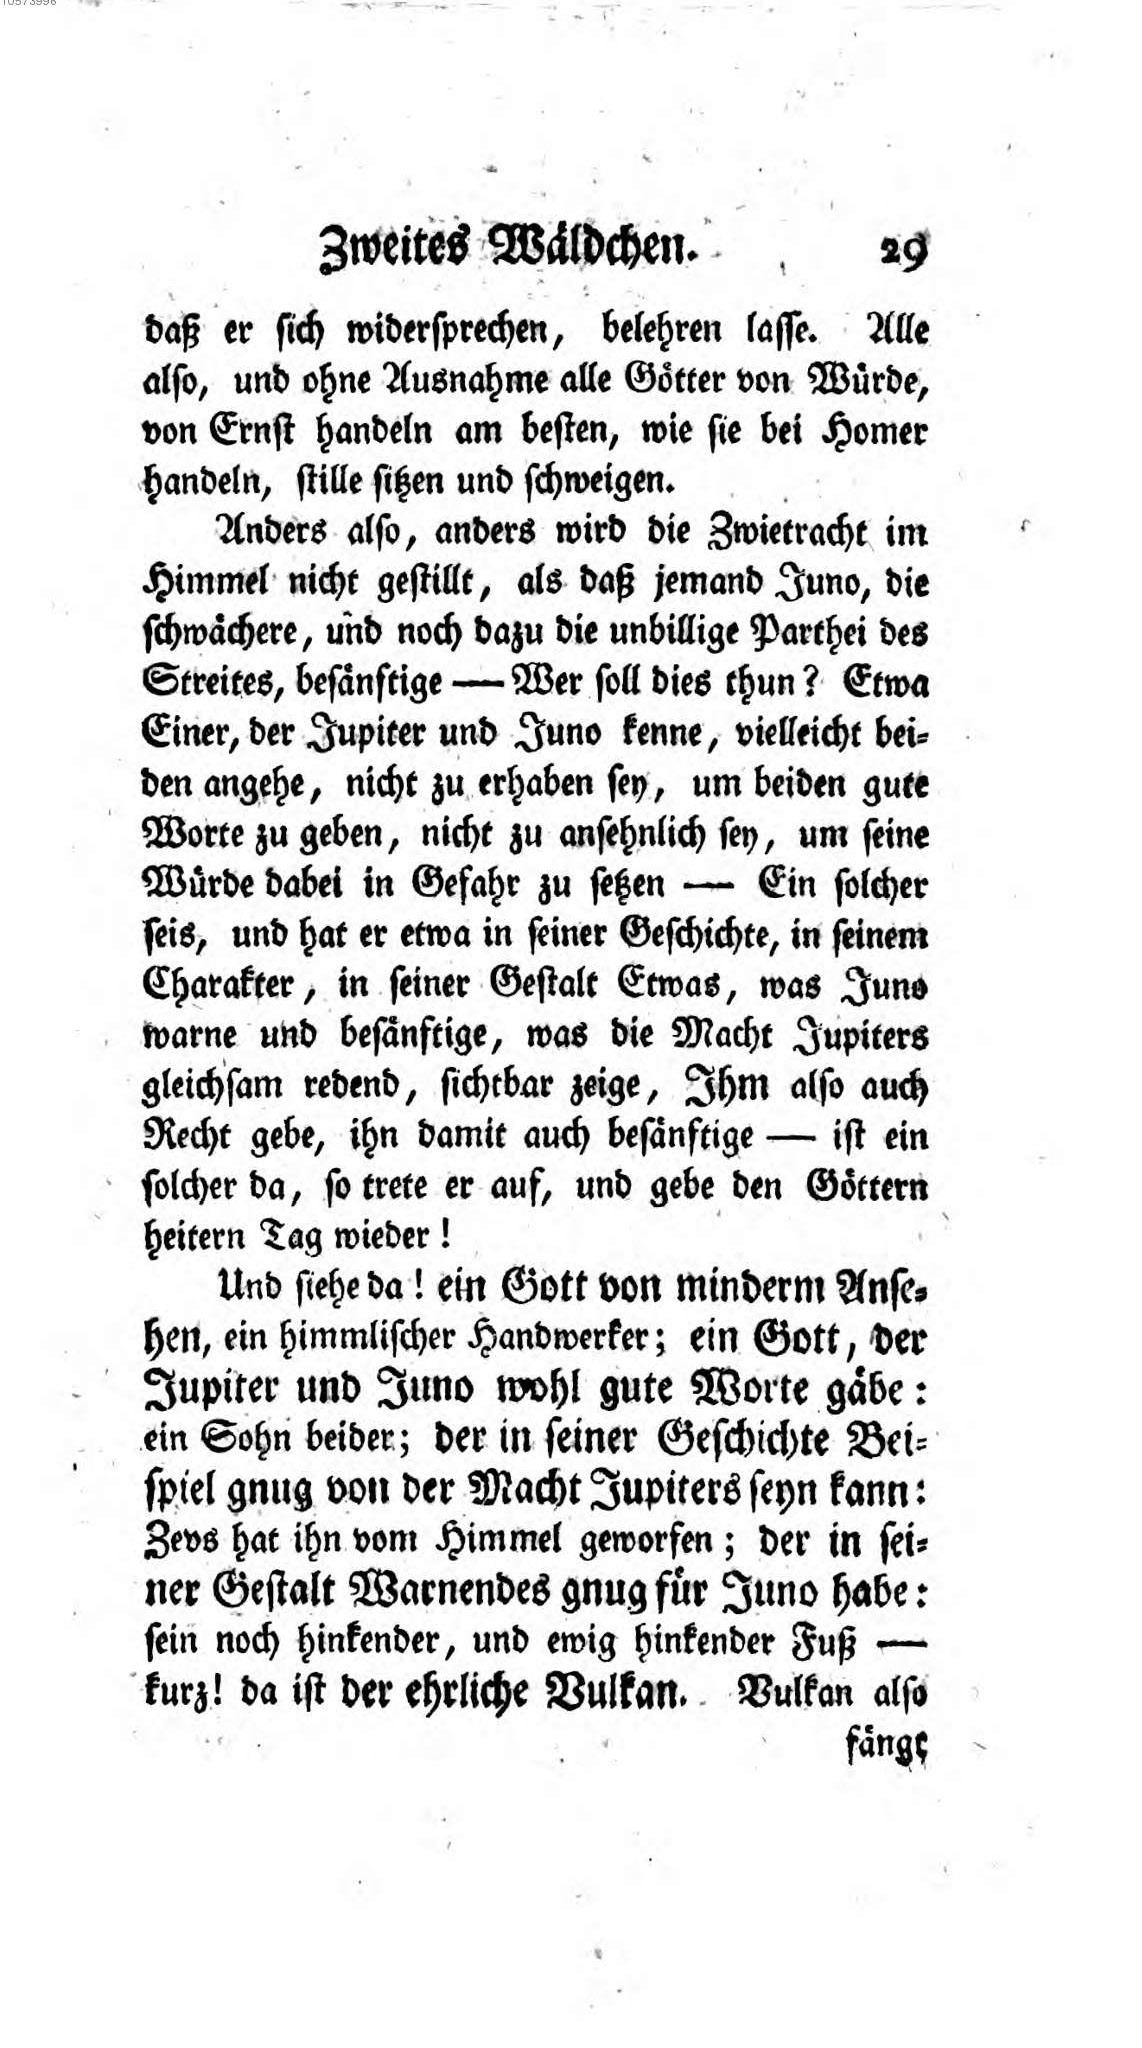 10573996
Zweites Wäldchen. 29
daß er sich widersprechen, belehren lasse. Alle
also, und ohne Ausnahme alle Götter von Würde,
von Ernst handeln am besten, wie sie bei Homer
handeln, stille sitzen und schweigen.
Anders also, anders wird die Zwietracht im
Himmel nicht gestillt, als daß jemand Juno, die
schwächere, und noch dazu die unbillige Parthei des
Streites, besänftige — Wer soll dies thun? Etwa
Einer, der Jupiter und Juno kenne, vielleicht bei-
den angehe, nicht zu erhaben sey, um beiden gute
Worte zu geben, nicht zu ansehnlich sey, um seine
Würde dabei in Gefahr zu setzen — Ein solcher
seis, und hat er etwa in seiner Geschichte, in seinem
Charakter, in seiner Gestalt Etwas, was Juno
warne und besänftige, was die Macht Jupiters
gleichsam redend, sichtbar zeige, Ihm also auch
Recht gebe, ihn damit auch besänftige — ist ein
solcher da, so trete er auf, und gebe den Göttern
heitern Tag wieder!
Und siehe da! ein Gott von minderm Anse-
hen, ein himmlischer Handwerker; ein Gott, der
Jupiter und Juno wohl gute Worte gäbe:
ein Sohn beider; der in seiner Geschichte Bei-
spiel gnug von der Macht Jupiters seyn kann:
Zevs hat ihn vom Himmel geworfen; der in sei-
ner Gestalt Warnendes gnug für Juno habe:
sein noch hinkender, und ewig hinkender Fuß —
kurz! da ist der ehrliche Vulkan. Vulkan also
fängt